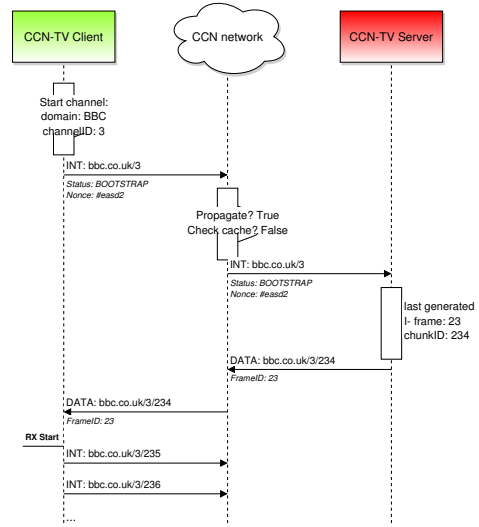 CCN-TV Client
CCN network
CCN-TV Server
Start channel:
domain: BBC
channelID: 3
INT: bbc.co.uk/3
Status: BOOTSTRAP
Nonce: #easd2
Propagate? True
Check cache? False
INT: bbc.co.uk/3
Status: BOOTSTRAP
Nonce: #easd2
last generated
I- frame: 23
chunkID: 234
DATA: bbc.co.uk/3/234
FrameID: 23
DATA: bbc.co.uk/3/234
FrameID: 23
RX Start
INT: bbc.co.uk/3/235
INT: bbc.co.uk/3/236
...